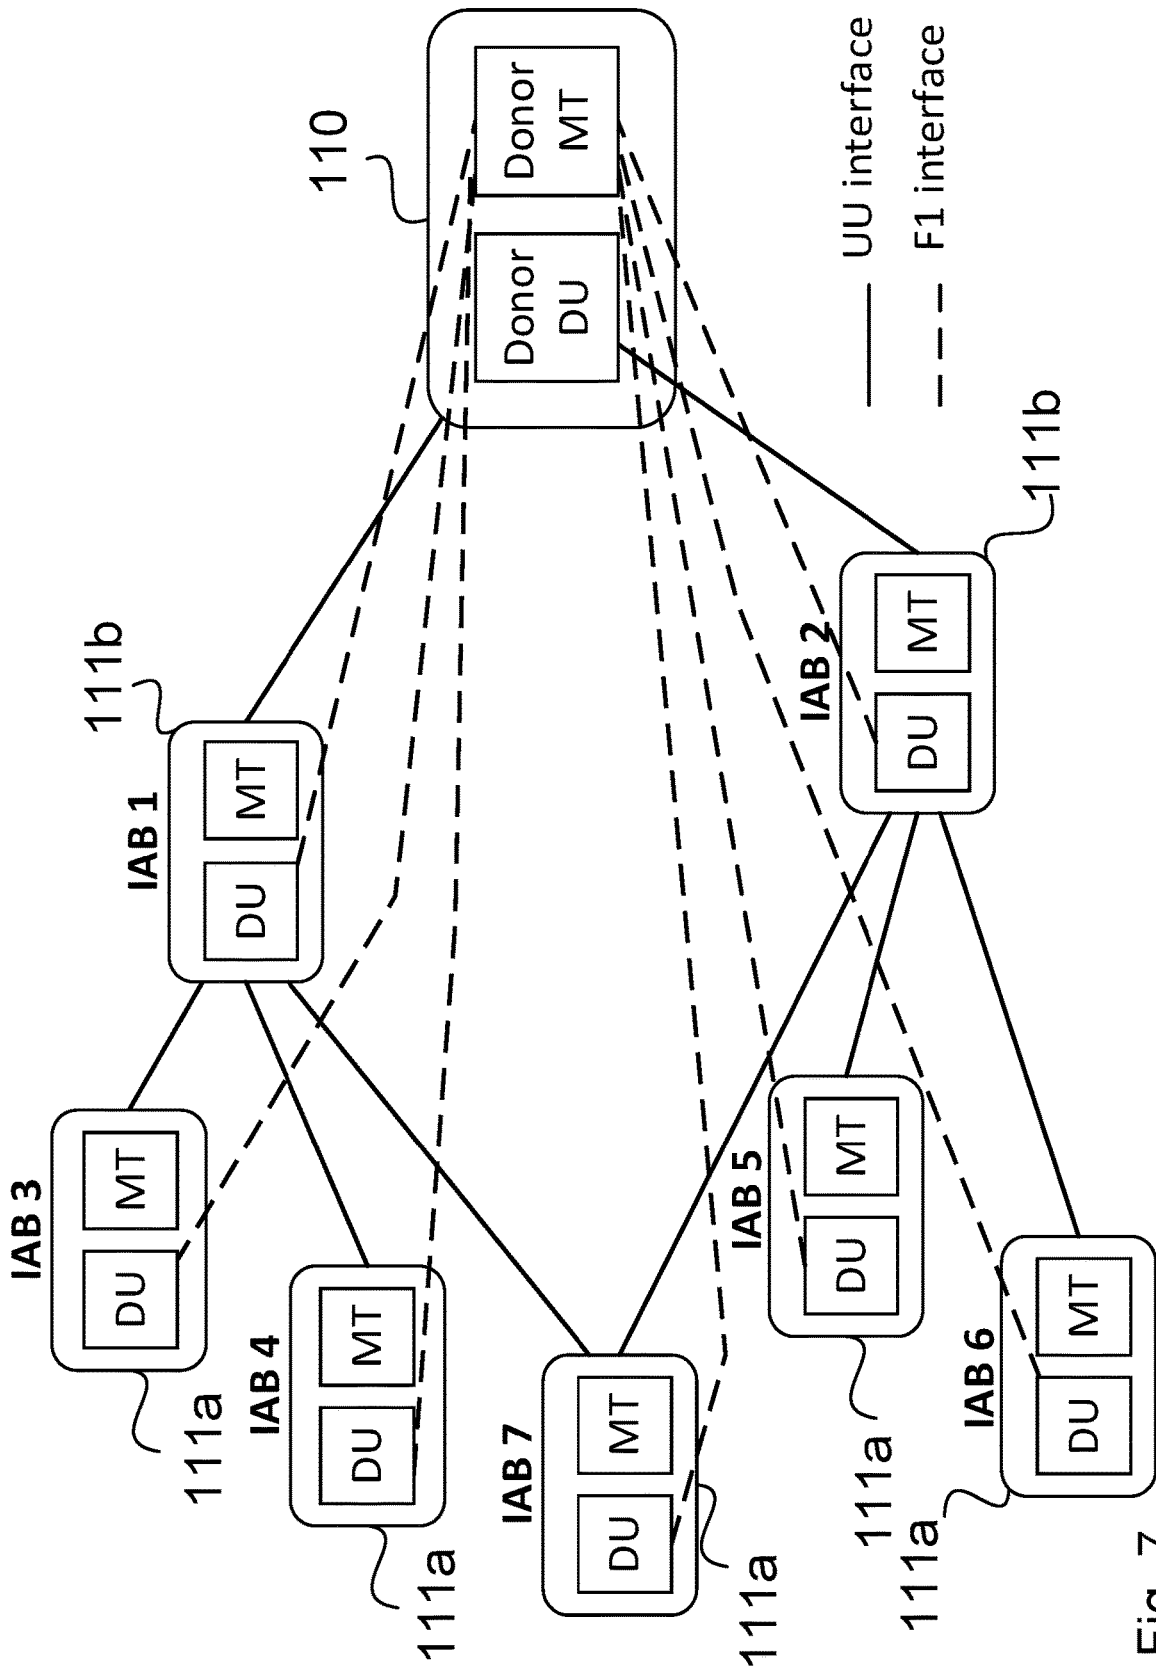 IAB 3
DU
MT
111a
IAB 1
DU
MT
111b
IAB 4
DU
MT
111a
110
Donor
DU
Donor
MT
IAB 7
DU
MT
111a
IAB 5
DU
MT
111a
IAB 2
DU
MT
111b
IAB 6
DU
MT
111a
UU interface
F1 interface
Fig. 7